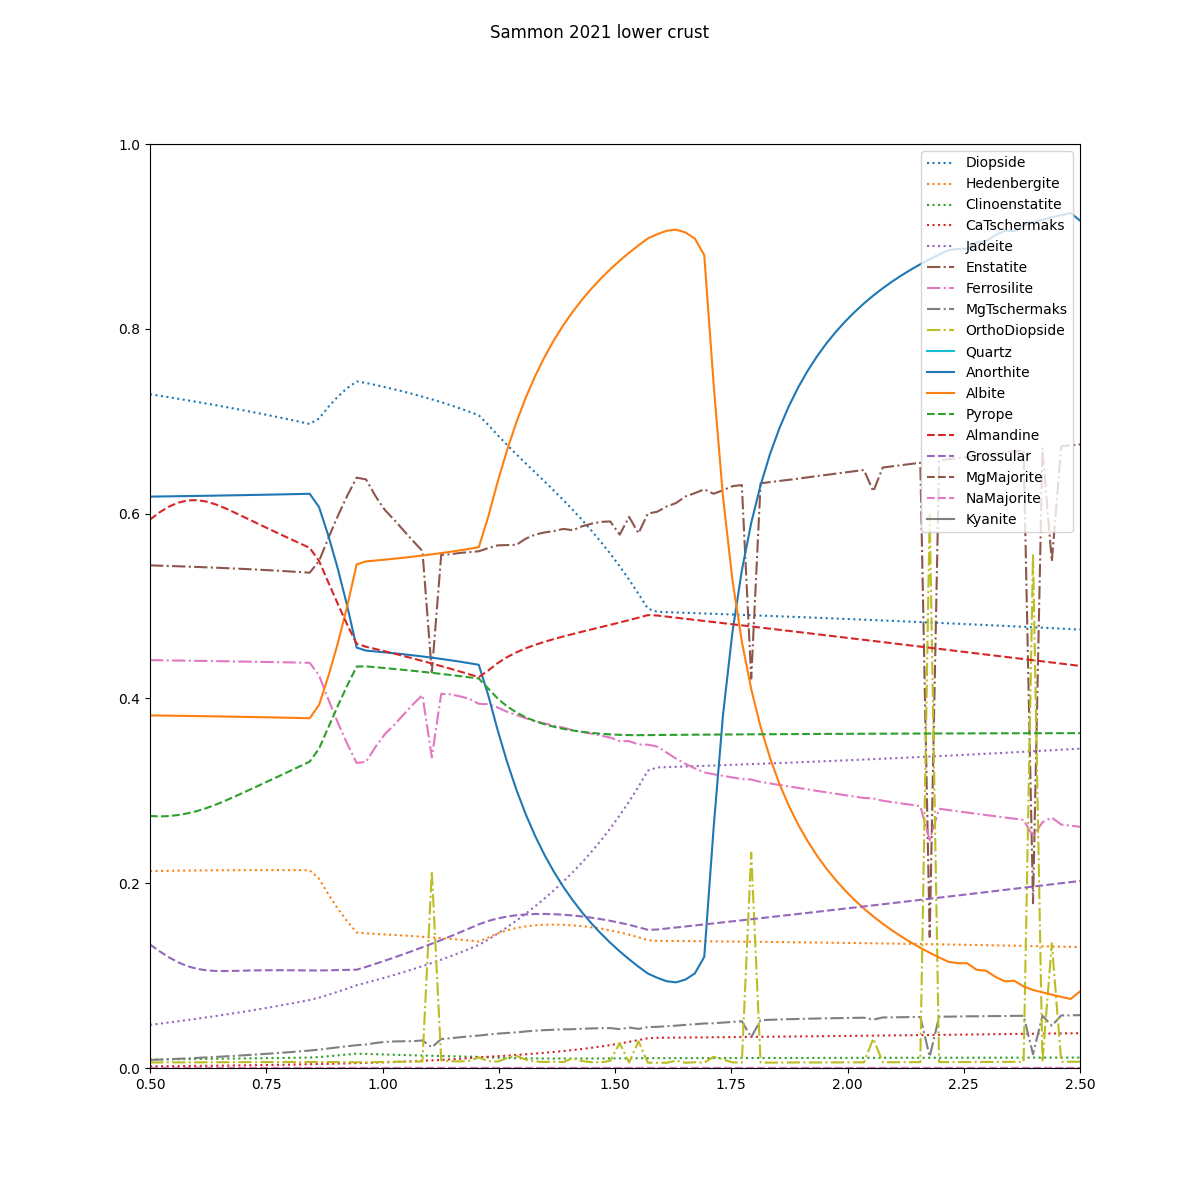 Sammon 2021 lower crust
1.0
0.8
0.6
0.4
0.2
0.0
Diopside
Hedenbergite
Clinoenstatite
CaTschermaks
Jadeite
Enstatite
Ferrosilite
MgTschermaks
OrthoDiopside
Quartz
Anorthite
Albite
Pyrope
Almandine
Grossular
MgMajorite
NaMajorite
Kyanite
0.50 0.75 1.00 1.25 1.50 1.75 2.00 2.25 2.50